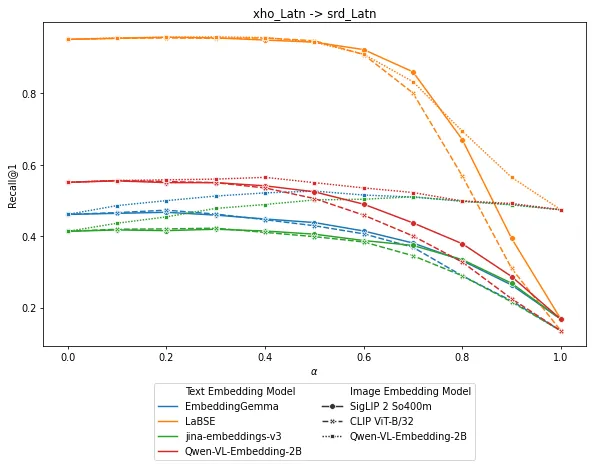 xho_Latn -> srd_Latn
Recall@1
0.8
0.6
0.4
0.2
0.0 0.2 0.4 0.6 0.8 1.0
α
Text Embedding Model
EmbeddingGemma
LaBSE
jina-embeddings-v3
Qwen-VL-Embedding-2B
Image Embedding Model
SigLIP 2 So400m
CLIP ViT-B/32
Qwen-VL-Embedding-2B